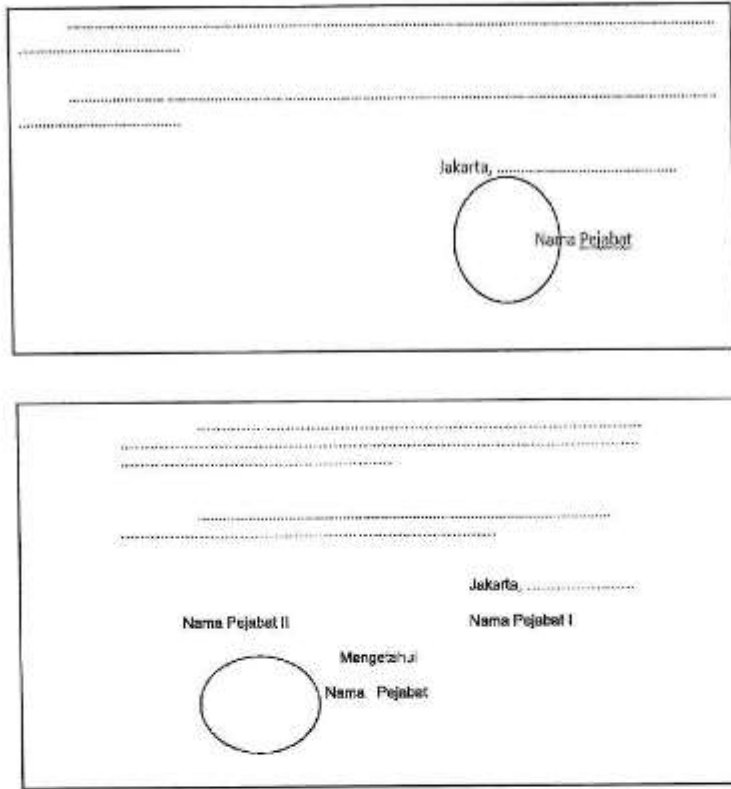 Jakarta, ........................................
Nama Pejabat
Jakarta, ........................
Nama Pejabat II Nama Pejabat I
Mengetahui
Nama Pejabat